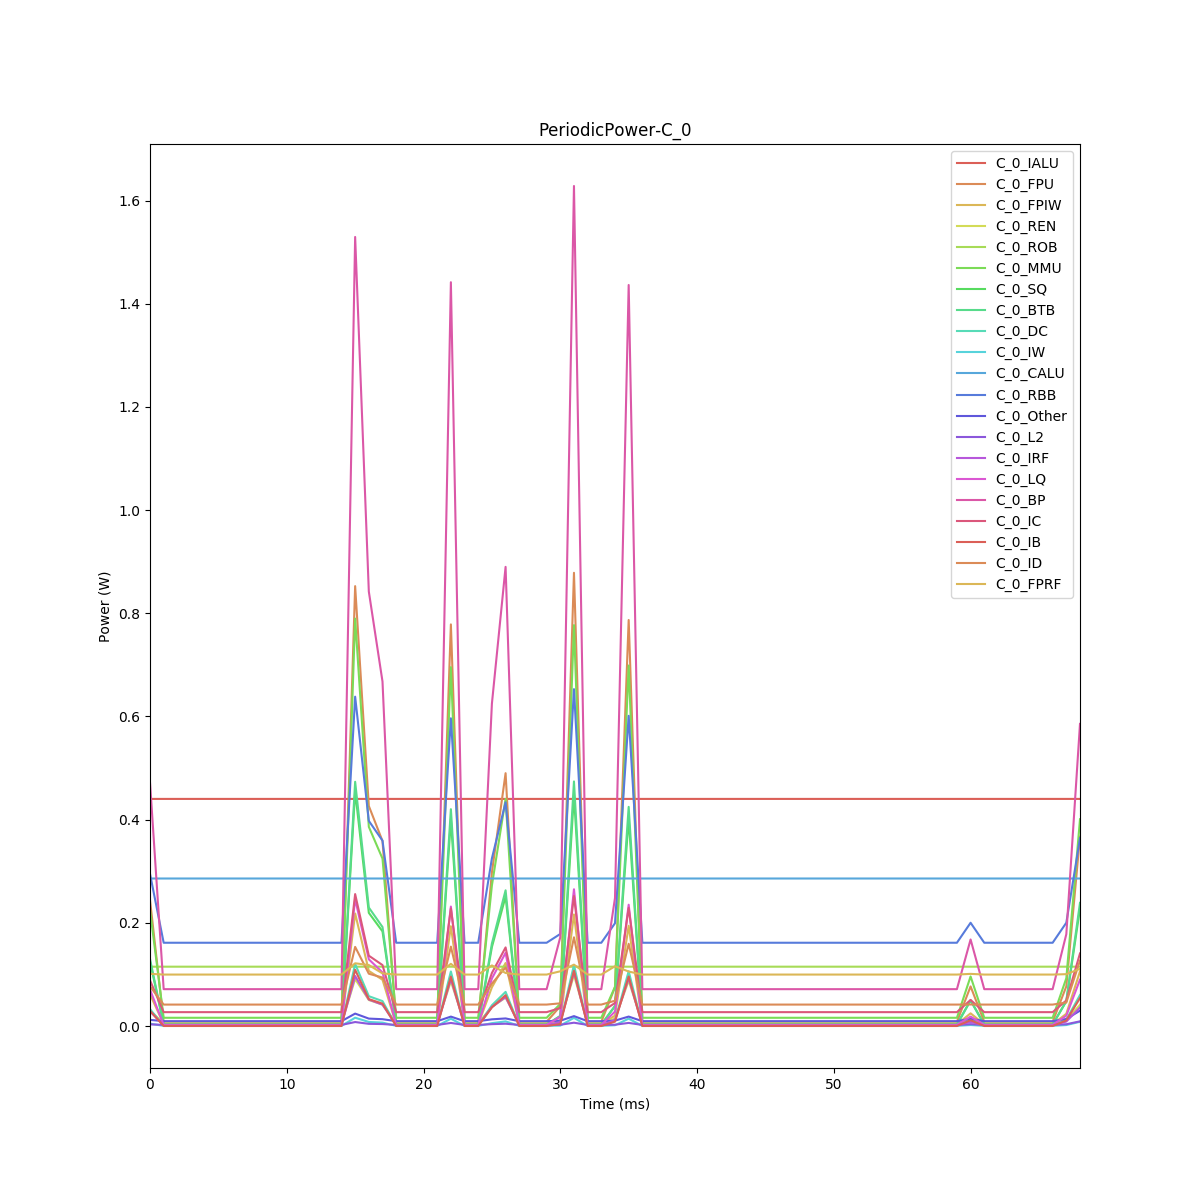 PeriodicPower-C_0
C_0_IALU
C_0_FPU
C_0_FPIW
C_0_REN
C_0_ROB
C_0_MMU
C_0_SQ
C_0_BTB
C_0_DC
C_0_IW
C_0_CALU
C_0_RBB
C_0_Other
C_0_L2
C_0_IRF
C_0_LQ
C_0_BP
C_0_IC
C_0_IB
C_0_ID
C_0_FPRF
Power (W)
1.6
1.4
1.2
1.0
0.8
0.6
0.4
0.2
0.0
0 10 20 30 40 50 60
Time (ms)